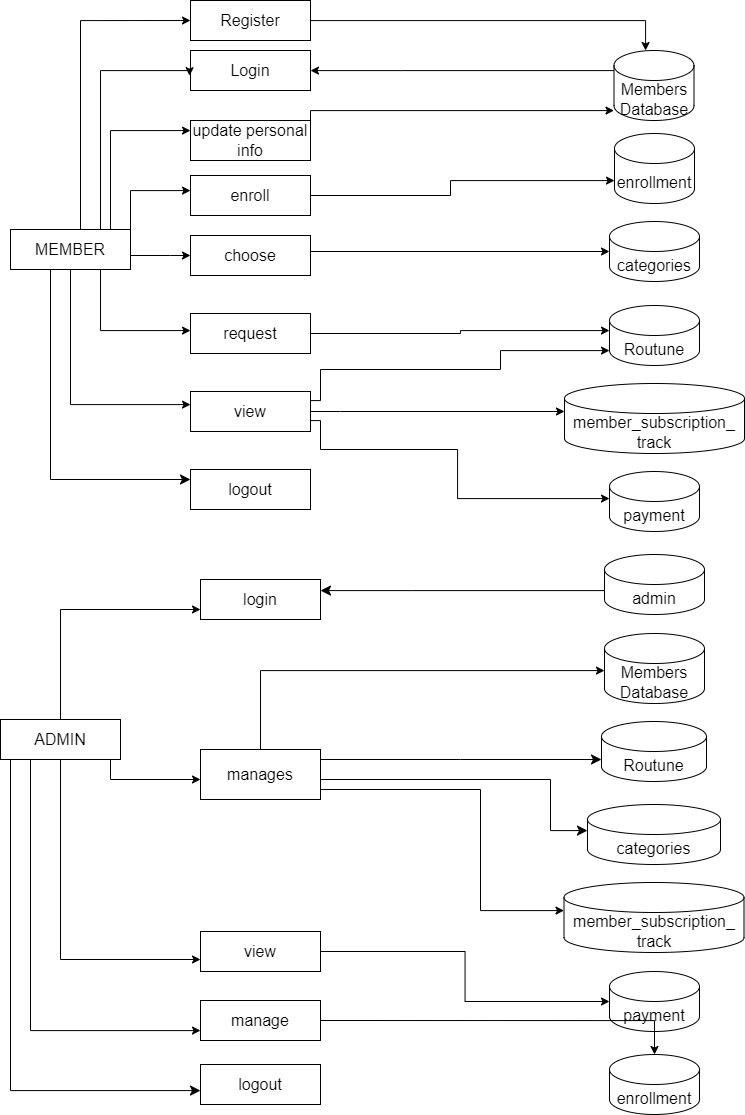 Register
Login
Members
Database
update personal
info
enrollment
enroll
MEMBER
choose
categories
request
Routune
view
member_subscription_
track
logout
payment
login
admin
Members
Database
ADMIN
manages
Routune
categories
member_subscription_
track
view
payment
manage
logout
enrollment